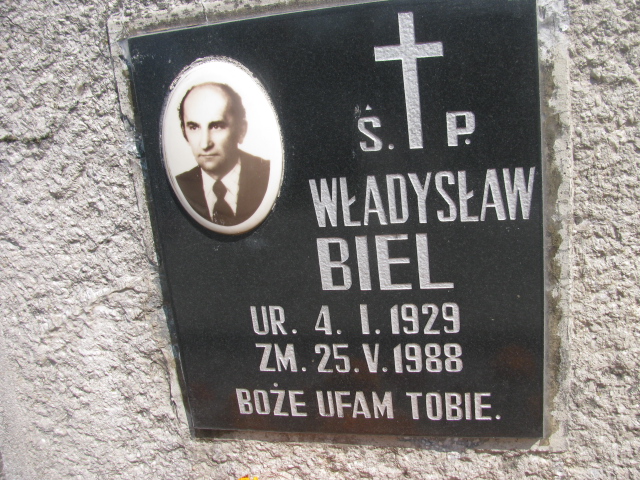 Ś. P.
WŁADYSŁAW
BIEL
UR. 4. I. 1929
ZM. 25. V. 1988
BOŻE UFAM TOBIE.